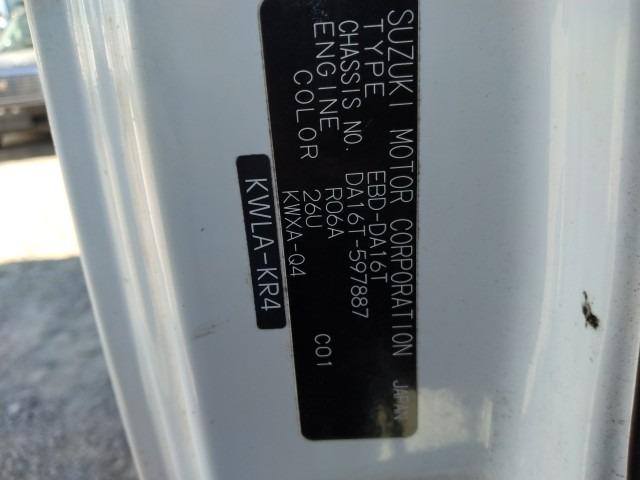 SUZUKI MOTOR CORPORATION JAPAN
TYPE EBD-DA16T
CHASSIS NO. DA16T-597887
ENGINE R06A
COLOR 26U C01
KWXA-Q4
KWLA-KR4